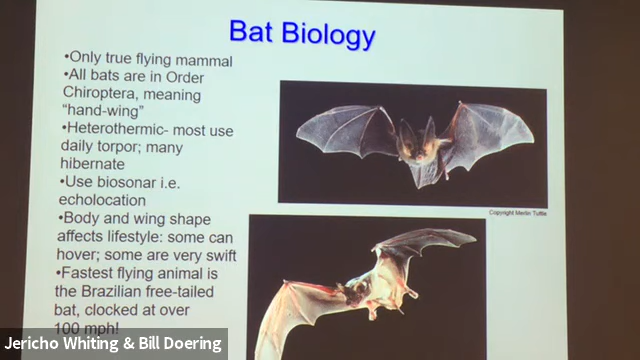 Bat Biology
•Only true flying mammal
•All bats are in Order
Chiroptera, meaning
“hand-wing”
•Heterothermic- most use
daily torpor; many
hibernate
•Use biosonar i.e.
echolocation
•Body and wing shape
affects lifestyle: some can
hover; some are very swift
•Fastest flying animal is
the Brazilian free-tailed
bat, clocked at over
100 mph!
Copyright Merlin Tuttle
Jericho Whiting & Bill Doering